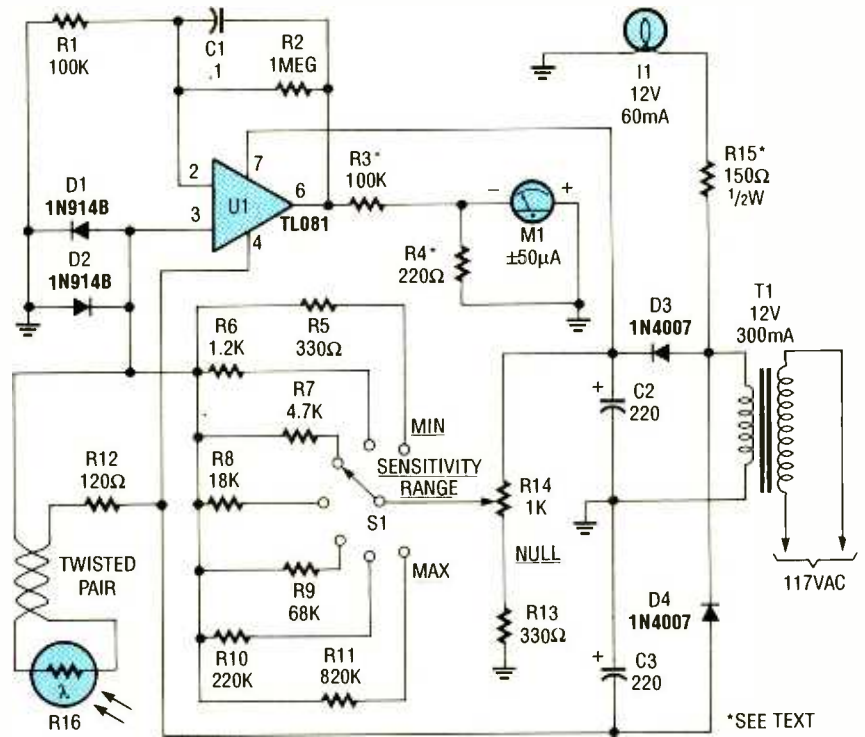 R1
100K
C1
.1
R2
1MEG
I1
12V
60mA
R15*
150Ω
1/2W
2
7
3
6
4
U1
TL081
R3*
100K
D1
1N914B
D2
1N914B
R4*
220Ω
–
+
M1
±50µA
T1
12V
300mA
D3
1N4007
R6
1.2K
R5
330Ω
R7
4.7K
MIN
SENSITIVITY
RANGE
R8
18K
S1
R14
1K
NULL
+
C2
220
R12
120Ω
TWISTED
PAIR
R9
68K
MAX
117VAC
R13
330Ω
D4
1N4007
R10
220K
R11
820K
+
C3
220
λ
R16
*SEE TEXT